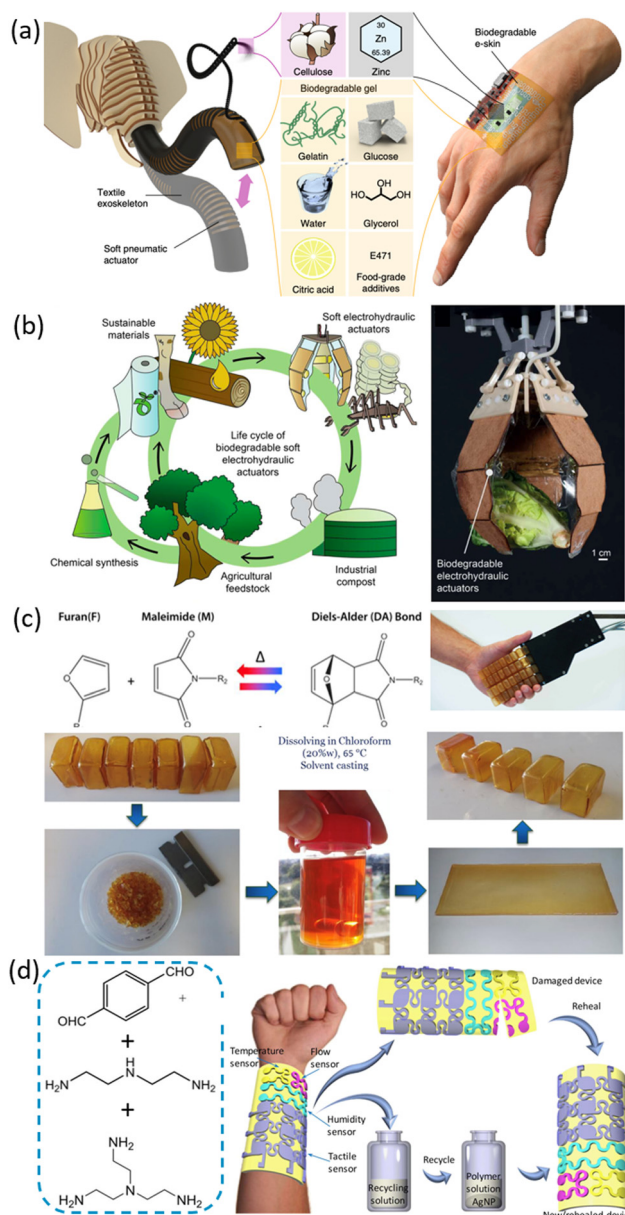 (a)
30
Zn
65.39
Cellulose
Zinc
Biodegradable
e-skin
Biodegradable gel
Gelatin
Glucose
Textile
exoskeleton
Water
Glycerol
HO
OH
OH
Soft pneumatic
actuator
E471
Citric acid
Food-grade
additives
(b)
Sustainable
materials
Soft electrohydraulic
actuators
Life cycle of
biodegradable soft
electrohydraulic
actuators
Chemical synthesis
Agricultural
feedstock
Industrial
compost
Biodegradable
electrohydraulic
actuators
1 cm
(c)
Furan(F)
Maleimide (M)
Diels-Alder (DA) Bond
O
+
O
N-R2
O
Δ
O
O
N-R2
O
Dissolving in Chloroform
(20%w), 65 °C
Solvent casting
(d)
CHO
OHC
+
+
H2N
H
N
NH2
+
NH2
H2N
N
NH2
Temperature
sensor
Flow
sensor
Humidity
sensor
Tactile
sensor
Damaged device
Reheal
Recycling
solution
Recycle
Polymer
solution
AgNP